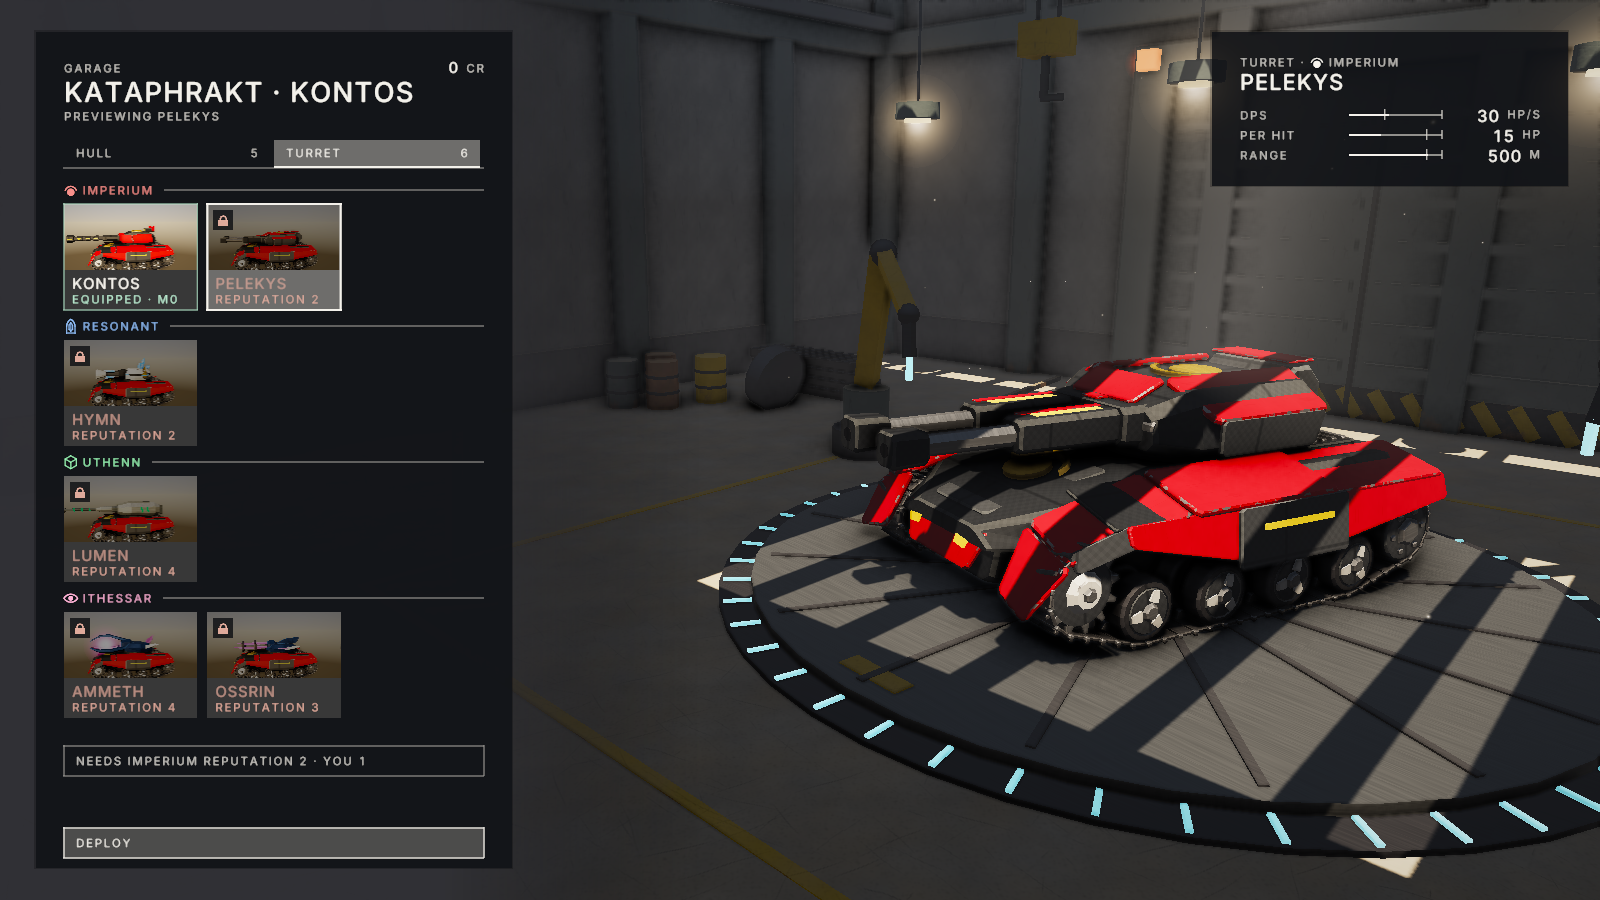 GARAGE
0 CR
KATAPHRAKT · KONTOS
PREVIEWING PELEKYS
HULL 5
TURRET 6
IMPERIUM
KONTOS
EQUIPPED · M0
PELEKYS
REPUTATION 2
RESONANT
HYMN
REPUTATION 2
UTHENN
LUMEN
REPUTATION 4
ITHESSAR
AMMETH
REPUTATION 4
OSSRIN
REPUTATION 3
NEEDS IMPERIUM REPUTATION 2 · YOU 1
DEPLOY
TURRET · IMPERIUM
PELEKYS
DPS 30 HP/S
PER HIT 15 HP
RANGE 500 M